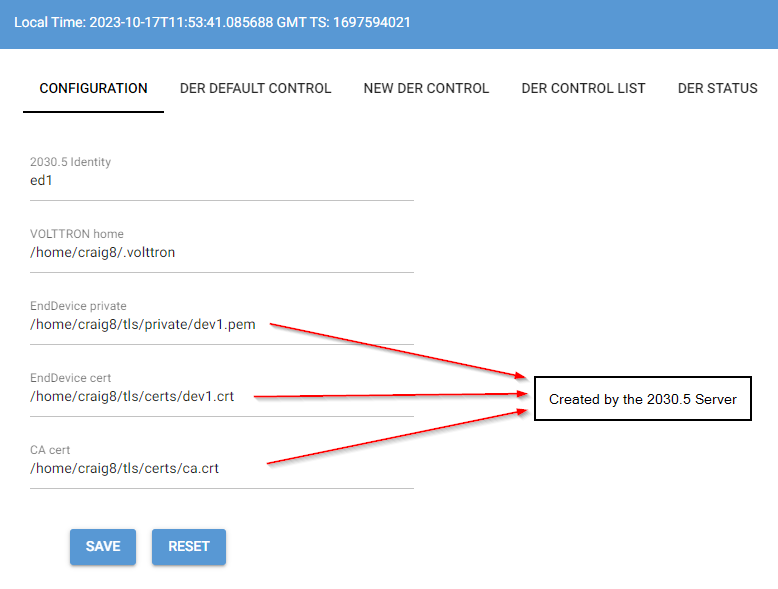 Local Time: 2023-10-17T11:53:41.085688 GMT TS: 1697594021
CONFIGURATION DER DEFAULT CONTROL NEW DER CONTROL DER CONTROL LIST DER STATUS
2030.5 Identity
ed1
VOLTTRON home
/home/craig8/.volttron
EndDevice private
/home/craig8/tls/private/dev1.pem
EndDevice cert
/home/craig8/tls/certs/dev1.crt
Created by the 2030.5 Server
CA cert
/home/craig8/tls/certs/ca.crt
SAVE RESET